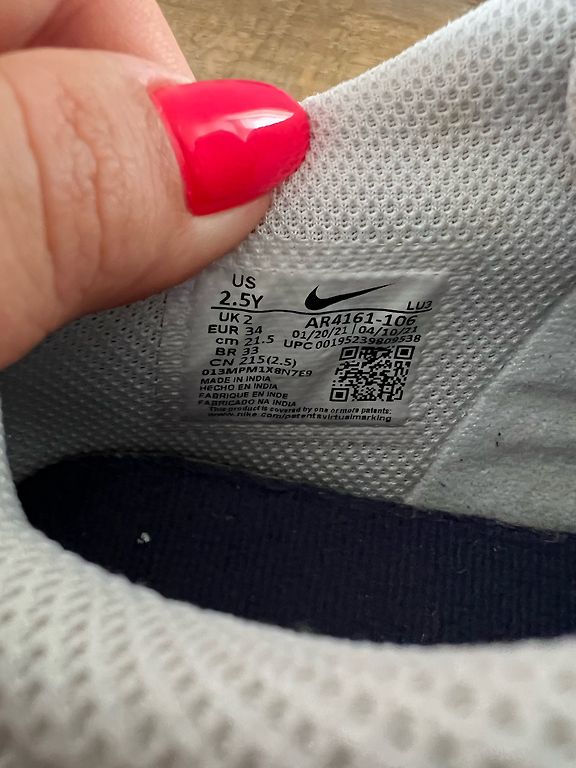 US
2.5Y
LU3
UK 2
AR4161-106
EUR 34
01/20/21 | 04/10/21
cm 21.5
UPC 00195239809538
BR 33
CN 215(2.5)
013MPM1X8N7E9
MADE IN INDIA
HECHO EN INDIA
FABRIQUE EN INDE
FABRICADO NA INDIA
This product is covered by one or more patents:
www.nike.com/patentsvirtualmarking